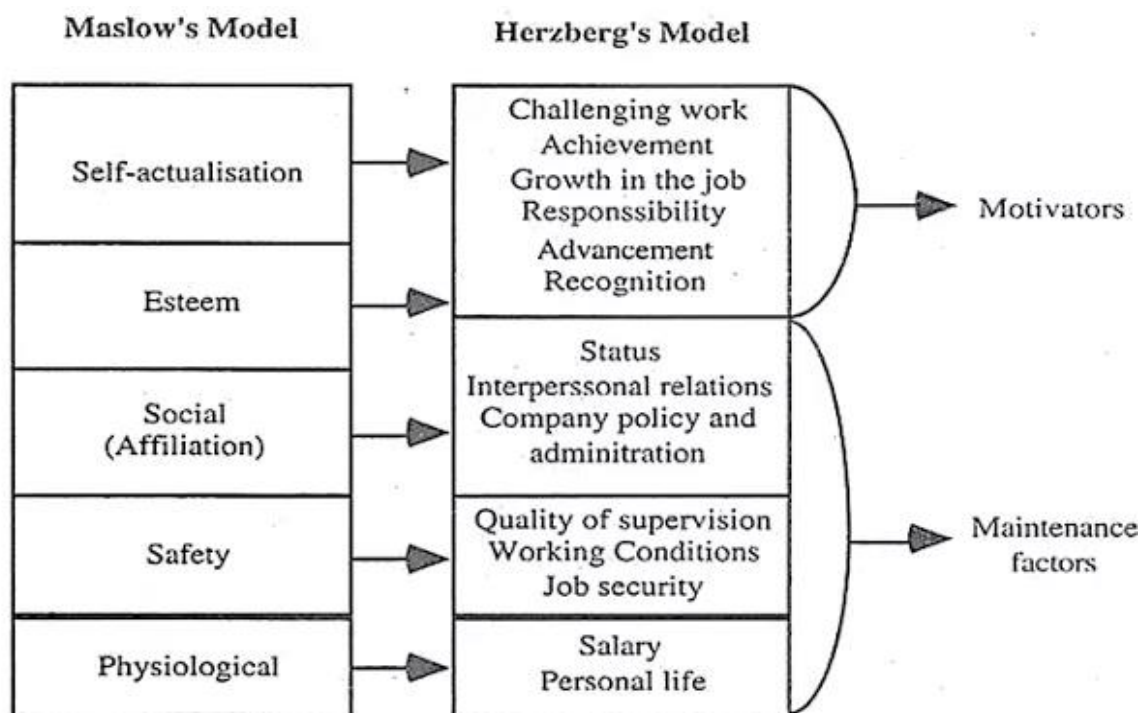 Maslow's Model
Herzberg's Model
Self-actualisation
Esteem
Social
(Affiliation)
Safety
Physiological
Challenging work
Achievement
Growth in the job
Responssibility
Advancement
Recognition
Status
Interperssonal relations
Company policy and
adminitration
Quality of supervision
Working Conditions
Job security
Salary
Personal life
Motivators
Maintenance
factors